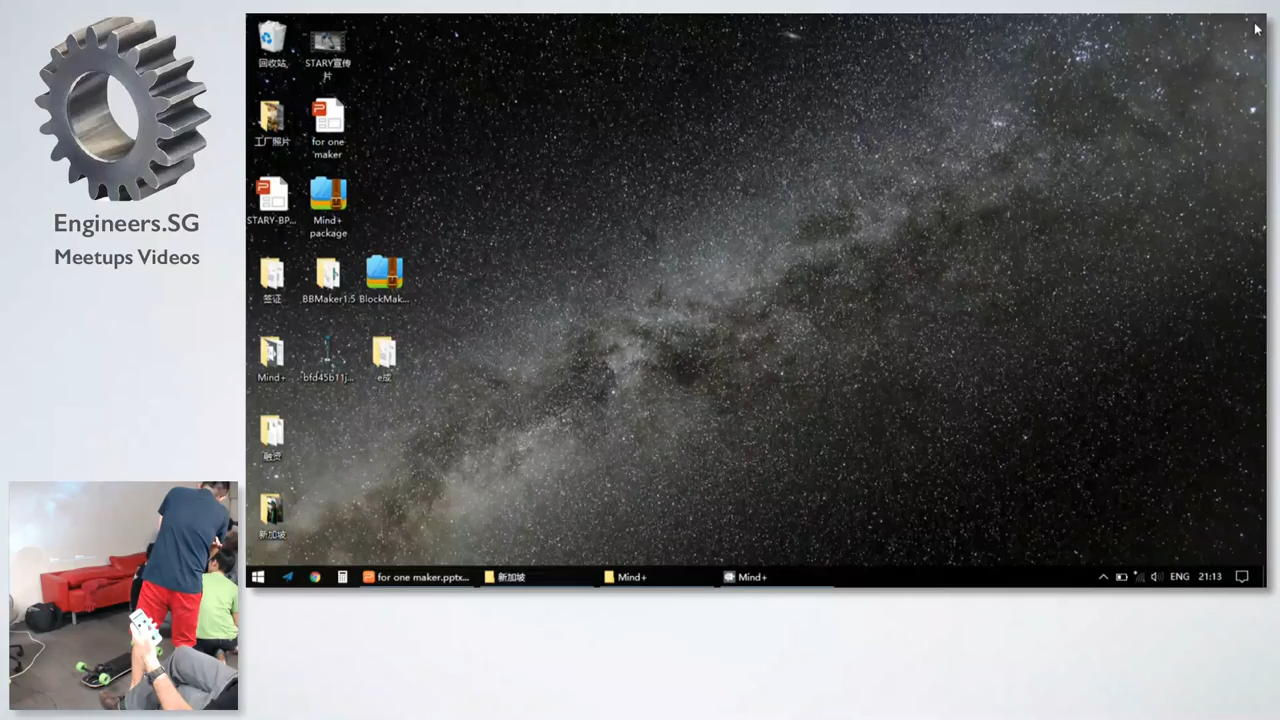 Engineers.SG
Meetups Videos
回收站
STARY宣传
片
工厂照片
for one
maker
STARY-BP...
Mind+
package
签证
BBMaker1.5
BlockMak...
Mind+
bfd45b11j...
e成
融资
新加坡
for one maker.pptx...
新加坡
Mind+
Mind+
ENG
21:13